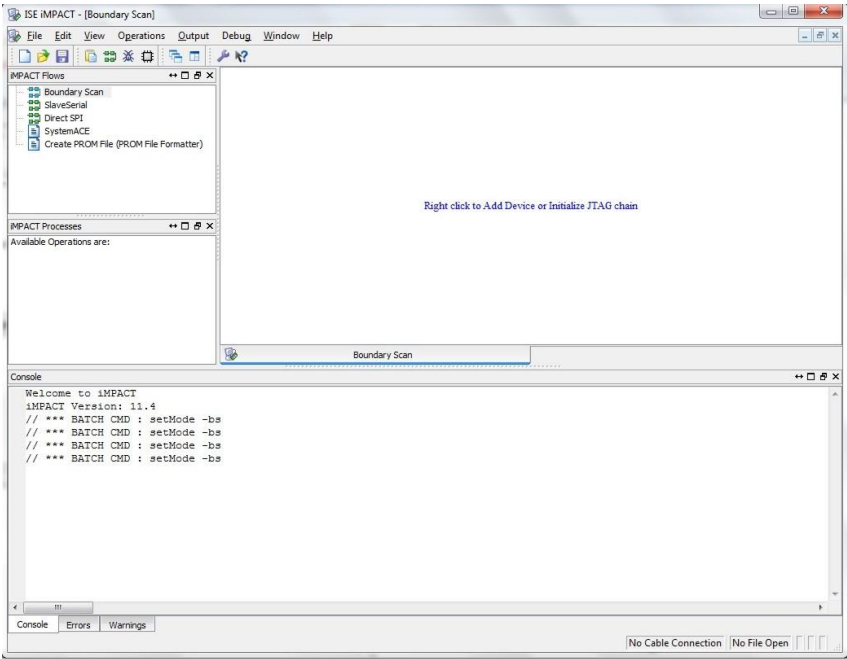 ISE iMPACT - [Boundary Scan]
File Edit View Operations Output Debug Window Help
iMPACT Flows
Boundary Scan
SlaveSerial
Direct SPI
SystemACE
Create PROM File (PROM File Formatter)
iMPACT Processes
Available Operations are:
Right click to Add Device or Initialize JTAG chain
Boundary Scan
Console
Welcome to iMPACT
iMPACT Version: 11.4
// *** BATCH CMD : setMode -bs
// *** BATCH CMD : setMode -bs
// *** BATCH CMD : setMode -bs
// *** BATCH CMD : setMode -bs
Console Errors Warnings
No Cable Connection No File Open